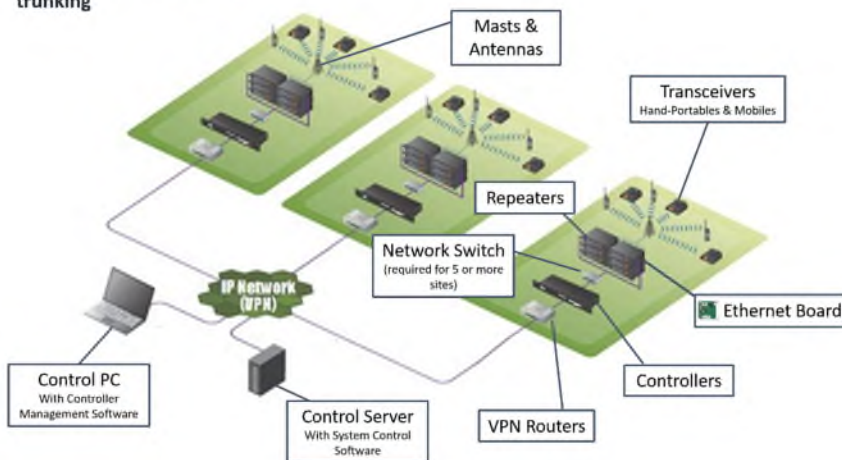 trunking
Masts &
Antennas
Transceivers
Hand-Portables & Mobiles
Repeaters
Network Switch
(required for 5 or more
sites)
IP Network
(VPN)
Ethernet Board
Control PC
With Controller
Management Software
Controllers
Control Server
With System Control
Software
VPN Routers